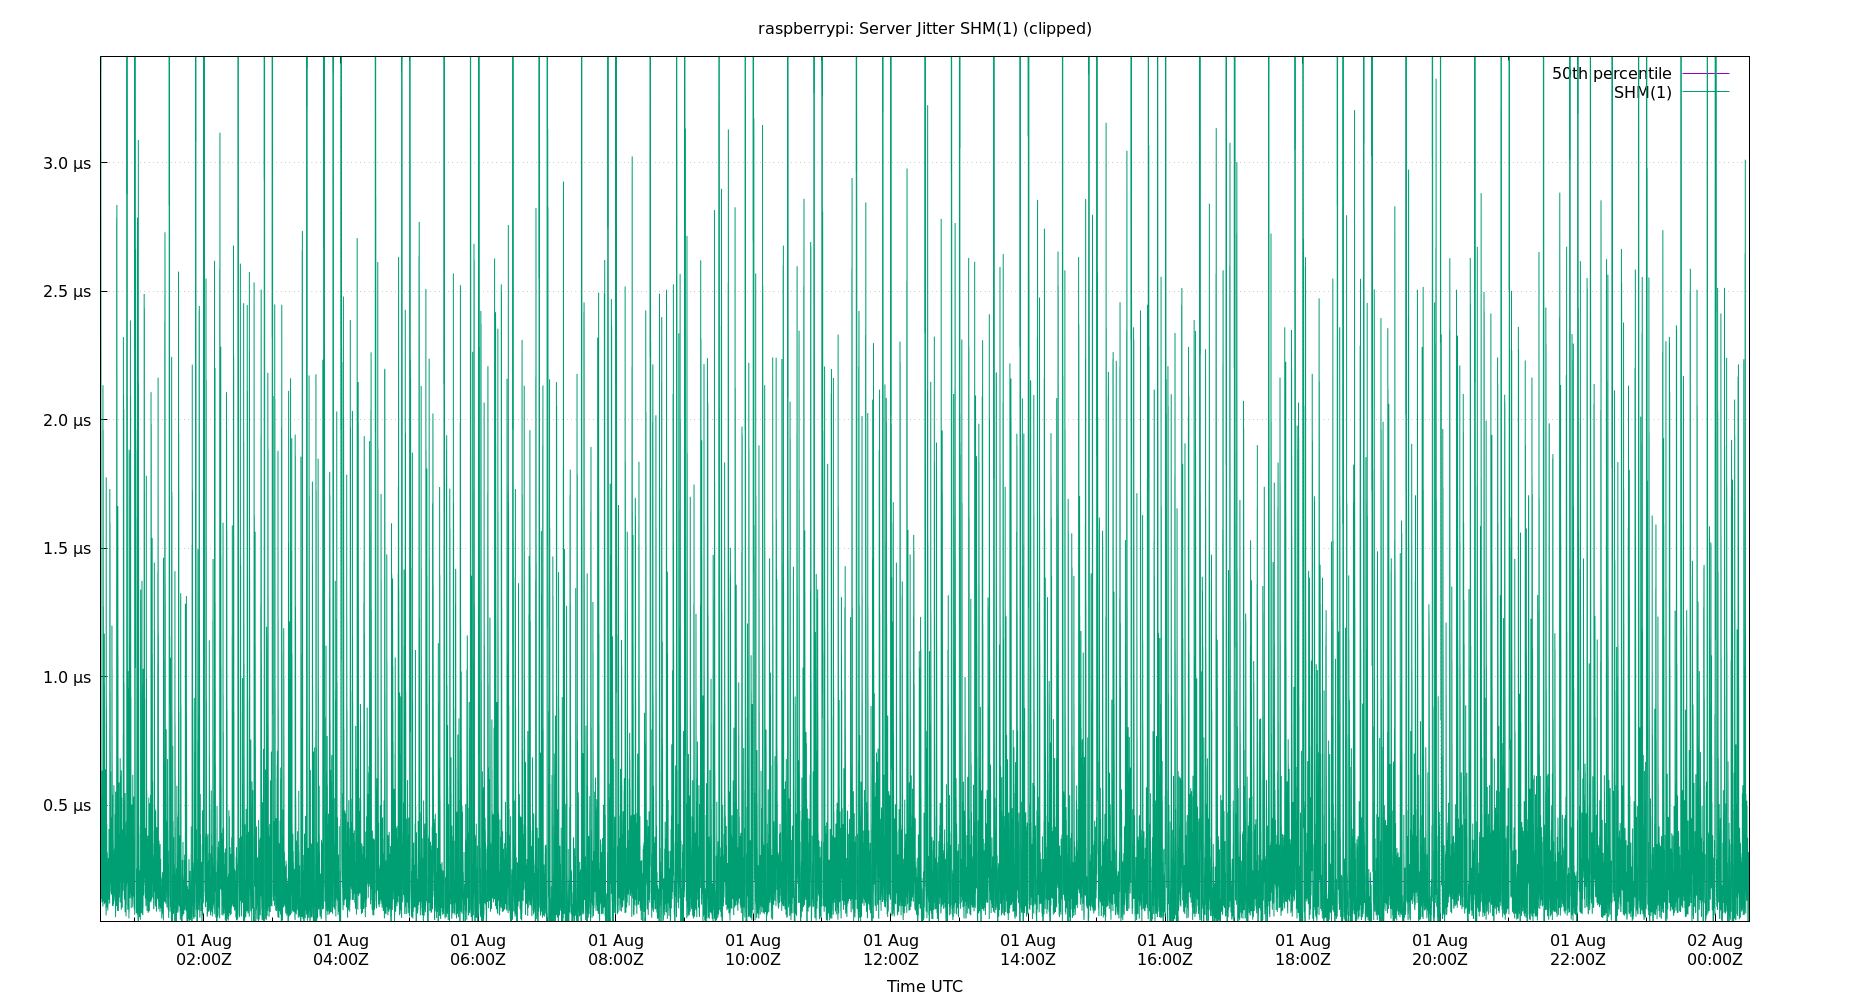 raspberrypi: Server Jitter SHM(1) (clipped)
50th percentile
SHM(1)
3.0 μs
2.5 μs
2.0 μs
1.5 μs
1.0 μs
0.5 μs
01 Aug 01 Aug 01 Aug 01 Aug 01 Aug 01 Aug 01 Aug 01 Aug 01 Aug 01 Aug 01 Aug 02 Aug
02:00Z 04:00Z 06:00Z 08:00Z 10:00Z 12:00Z 14:00Z 16:00Z 18:00Z 20:00Z 22:00Z 00:00Z
Time UTC